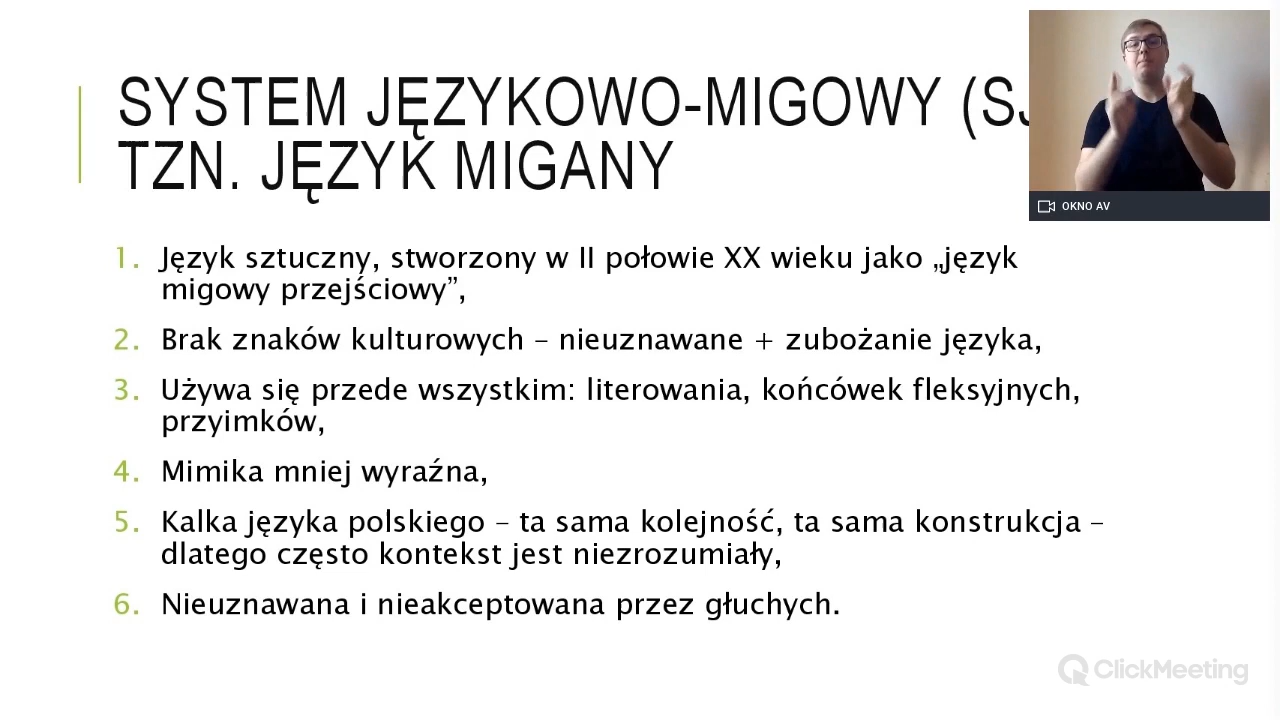 SYSTEM JĘZYKOWO-MIGOWY
TZN. JĘZYK MIGANY
OKNO AV
1. Język sztuczny, stworzony w II połowie XX wieku jako „język
migowy przejściowy”,
2. Brak znaków kulturowych – nieuznawane + zubożanie języka,
3. Używa się przede wszystkim: literowania, końcówek fleksyjnych,
przyimków,
4. Mimika mniej wyraźna,
5. Kalka języka polskiego – ta sama kolejność, ta sama konstrukcja –
dlatego często kontekst jest niezrozumiały,
6. Nieuznawana i nieakceptowana przez głuchych.
ClickMeeting